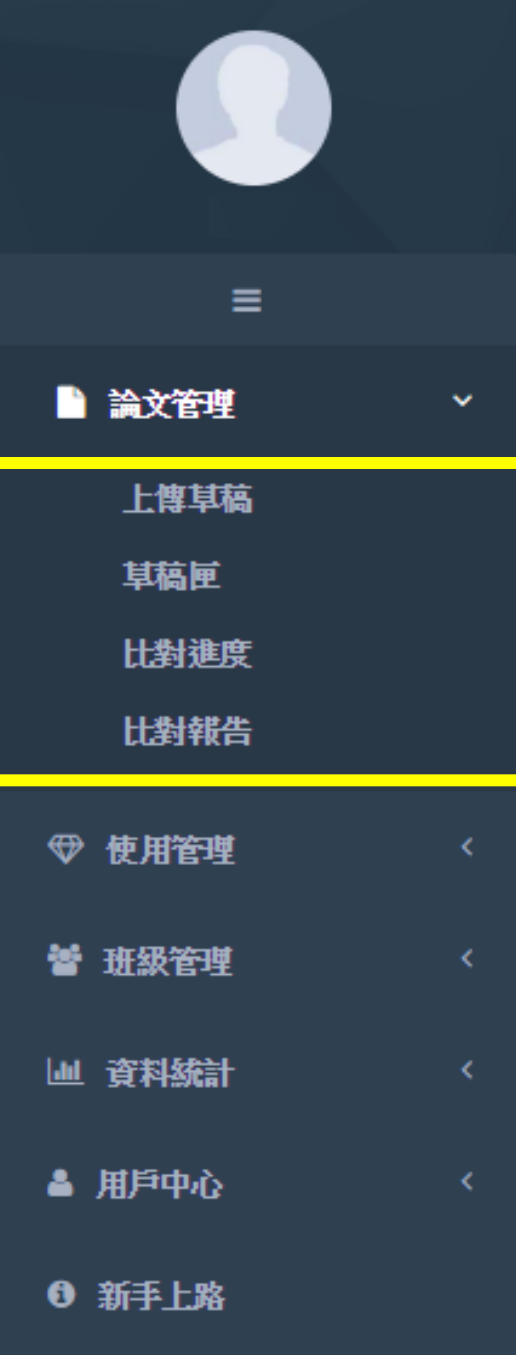 論文管理
上傳草稿
草稿匣
比對進度
比對報告
使用管理
班級管理
資料統計
用戶中心
新手上路